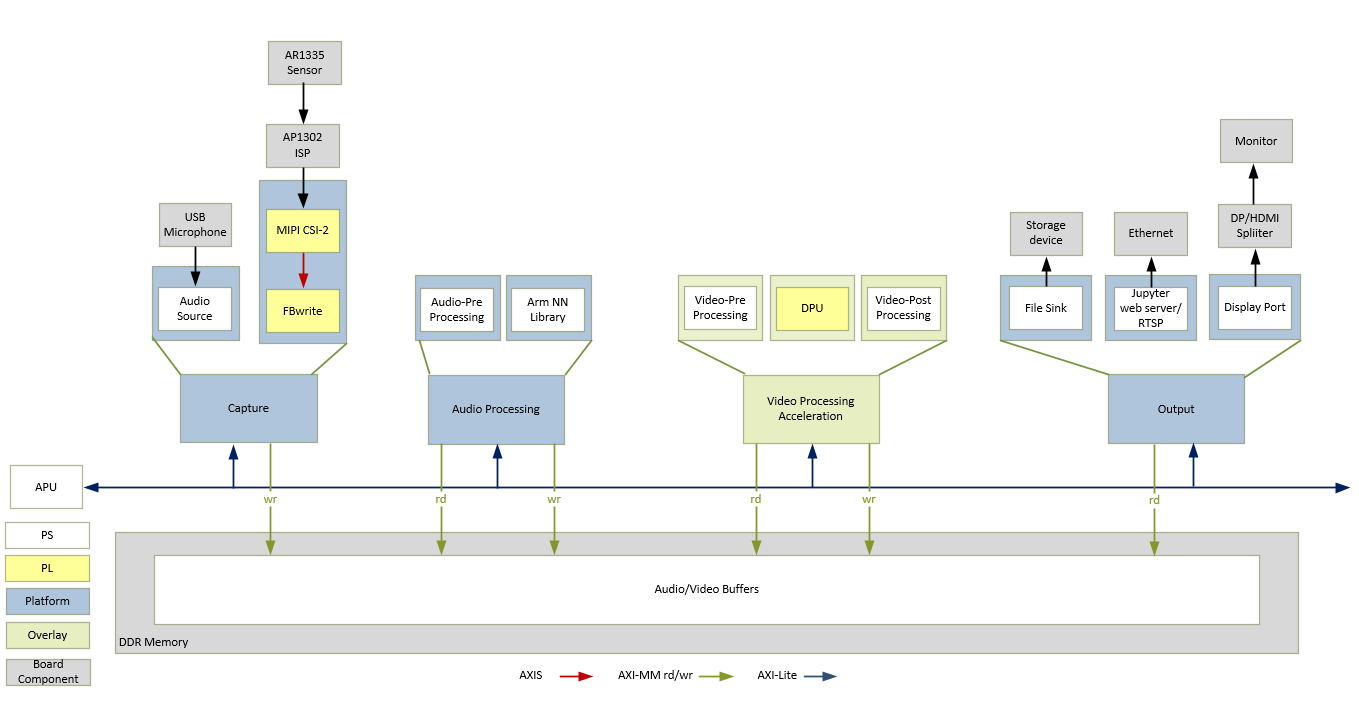 AR1335
Sensor
AP1302
ISP
Monitor
USB
Microphone
MIPI CSI-2
Storage
device
Ethernet
DP/HDMI
Spliiter
Audio
Source
FBwrite
Audio-Pre
Processing
Arm NN
Library
Video-Pre
Processing
DPU
Video-Post
Processing
File Sink
Jupyter
web server/
RTSP
Display Port
Capture
Audio Processing
Video Processing
Acceleration
Output
APU
wr
rd
wr
rd
wr
rd
PS
PL
Platform
Overlay
Board
Component
Audio/Video Buffers
DDR Memory
AXIS
AXI-MM rd/wr
AXI-Lite